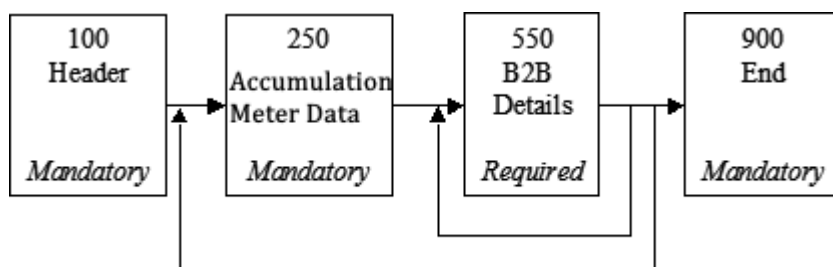 100
Header
Mandatory
250
Accumulation
Meter Data
Mandatory
550
B2B
Details
Required
900
End
Mandatory